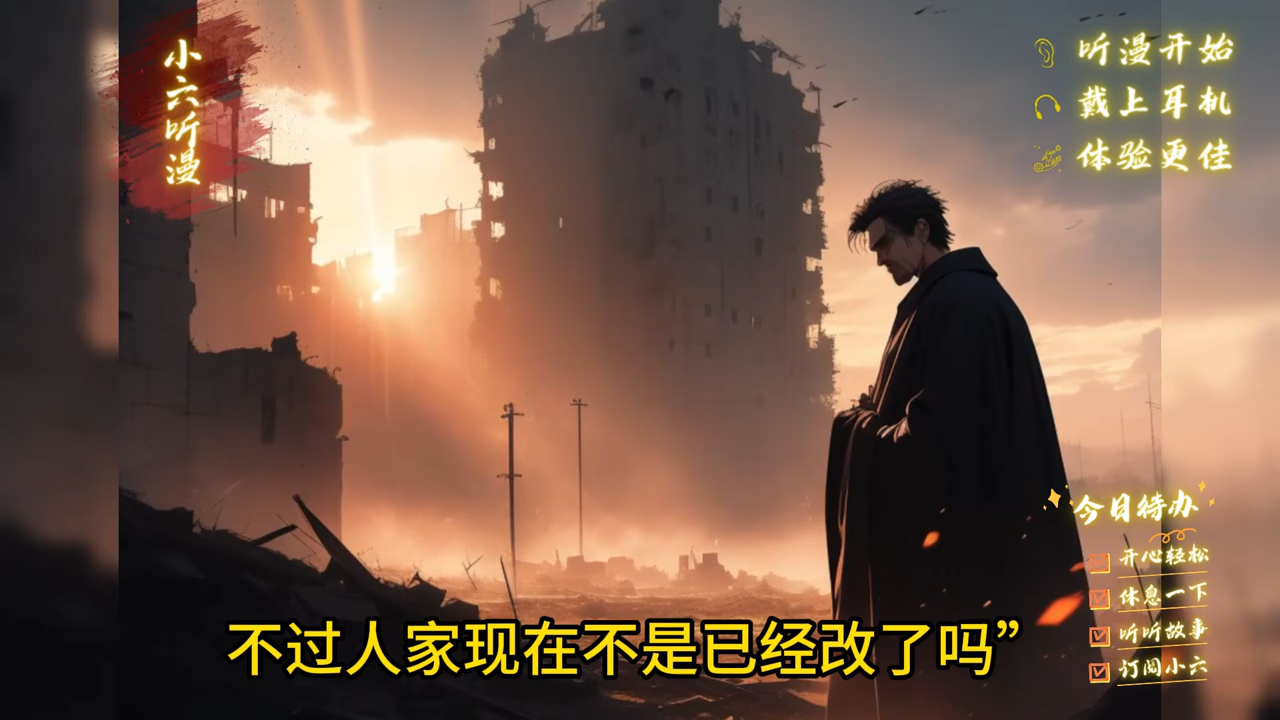 小六听漫
听漫开始
戴上耳机
体验更佳
今日待办
开心轻松
休息一下
听听故事
订阅小六
不过人家现在不是已经改了吗”